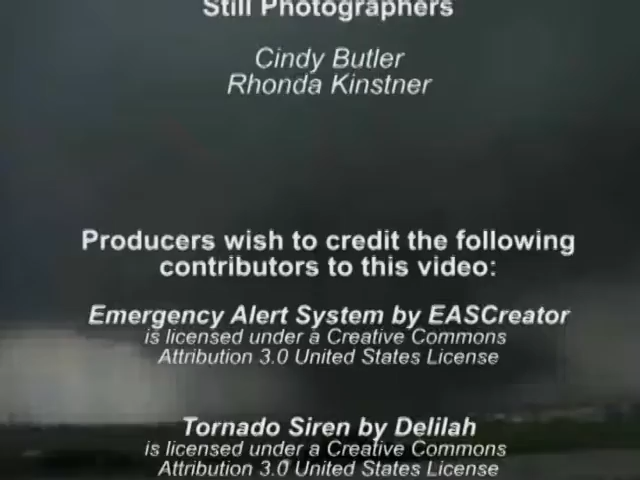 Still Photographers
Cindy Butler
Rhonda Kinstner
Producers wish to credit the following
contributors to this video:
Emergency Alert System by EASCreator
is licensed under a Creative Commons
Attribution 3.0 United States License
Tornado Siren by Delilah
is licensed under a Creative Commons
Attribution 3.0 United States License